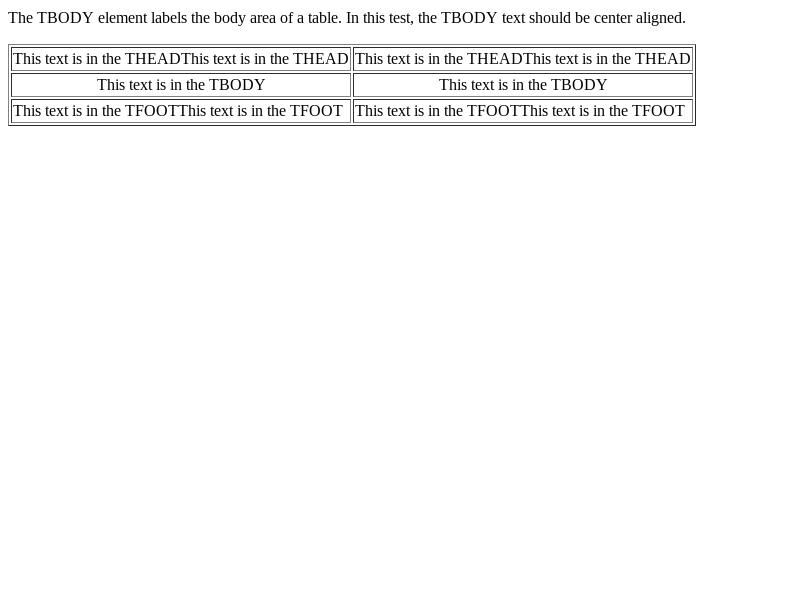 The TBODY element labels the body area of a table. In this test, the TBODY text should be center aligned.
This text is in the THEADThis text is in the THEAD This text is in the THEADThis text is in the THEAD
This text is in the TBODY This text is in the TBODY
This text is in the TFOOTThis text is in the TFOOT This text is in the TFOOTThis text is in the TFOOT